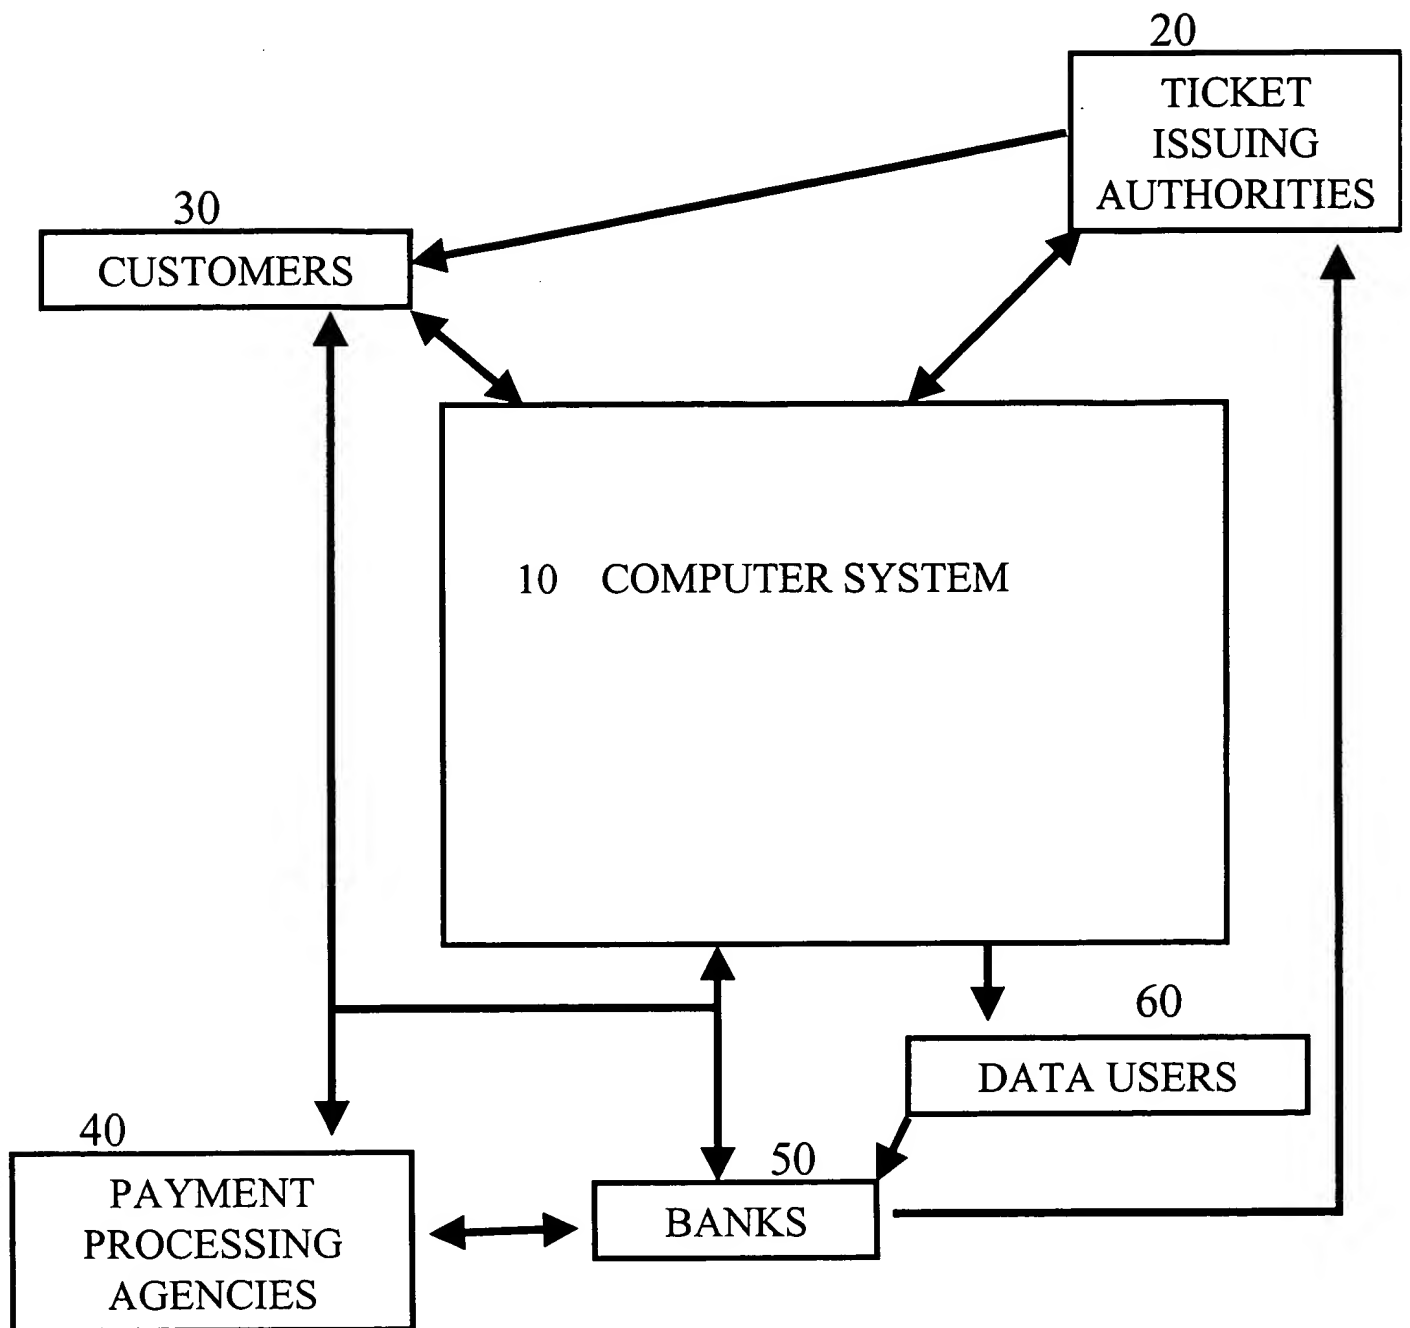 20
TICKET
ISSUING
AUTHORITIES
30
CUSTOMERS
10 COMPUTER SYSTEM
60
DATA USERS
40
PAYMENT
PROCESSING
AGENCIES
50
BANKS